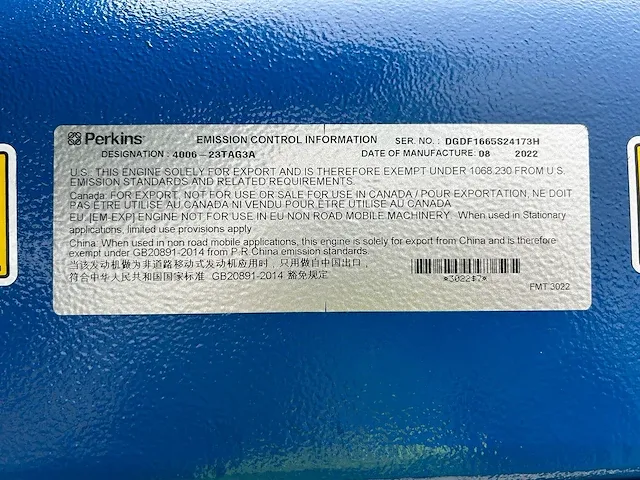 Perkins EMISSION CONTROL INFORMATION SER. NO. : DGDF1665S24173H
DESIGNATION : 4006-23TAG3A DATE OF MANUFACTURE: 08 2022
U.S.: THIS ENGINE SOLELY FOR EXPORT AND IS THEREFORE EXEMPT UNDER 1068.230 FROM U.S.
EMISSION STANDARDS AND RELATED REQUIREMENTS.
Canada: FOR EXPORT, NOT FOR USE OR SALE FOR USE IN CANADA / POUR EXPORTATION, NE DOIT
PAS ÊTRE UTILISÉ AU CANADA NI VENDU POUR ÊTRE UTILISÉ AU CANADA
EU: [EM-EXP] ENGINE NOT FOR USE IN EU NON ROAD MOBILE MACHINERY. When used in Stationary
applications, limited use provisions apply
China: When used in non road mobile applications, this engine is solely for export from China and is therefore
exempt under GB20891-2014 from P.R.China emission standards.
当该发动机做为非道路移动式发动机应用时, 只用做自中国出口,
符合中华人民共和国国家标准 GB20891-2014 豁免规定
FMT 3022